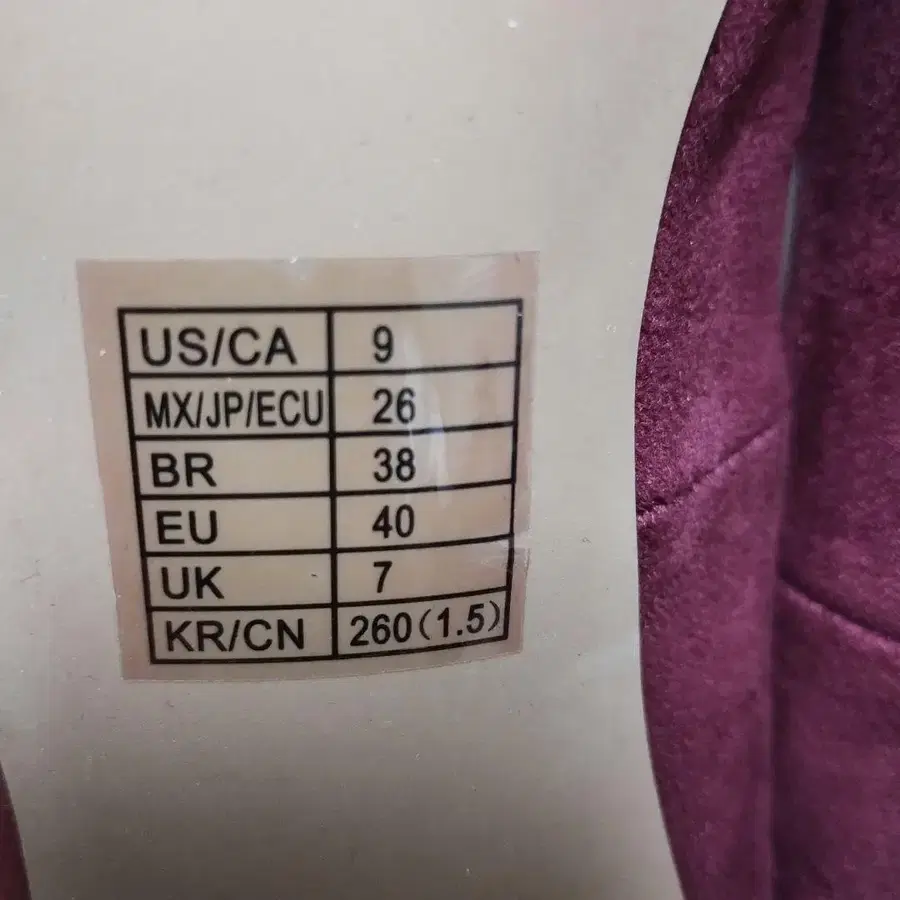 US/CA 9
MX/JP/ECU 26
BR 38
EU 40
UK 7
KR/CN 260(1.5)